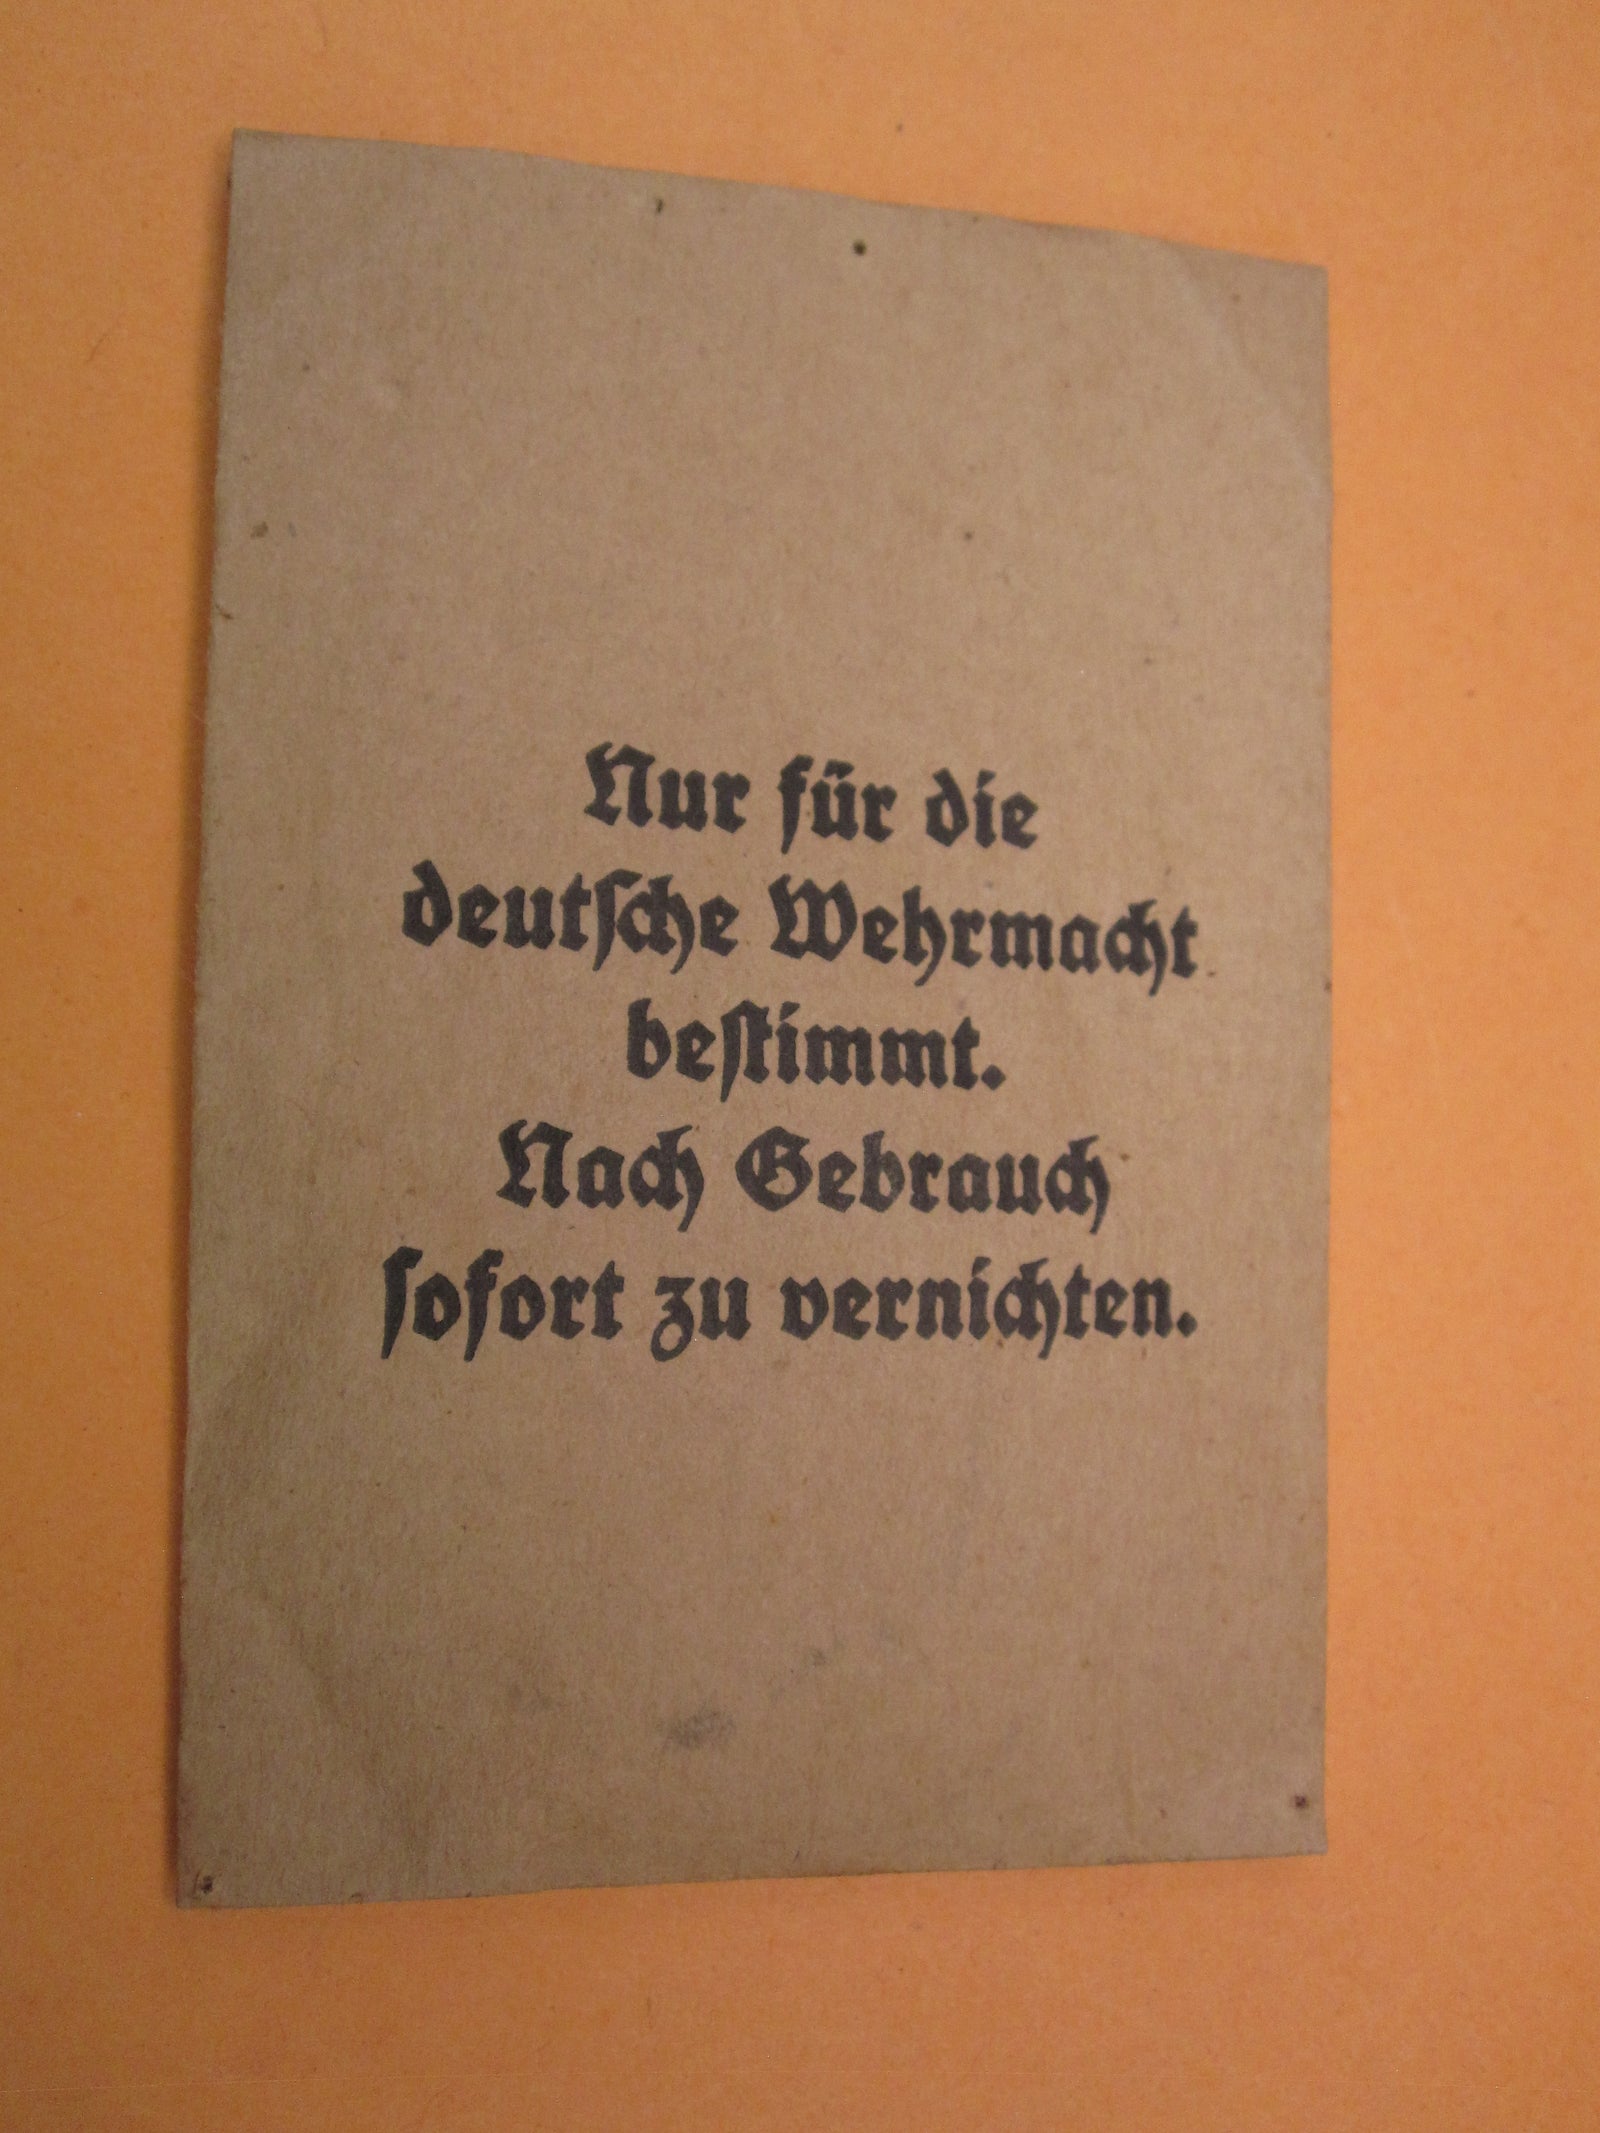 Nur für die
deutſche Wehrmacht
beſtimmt.
Nach Gebrauch
ſofort zu vernichten.